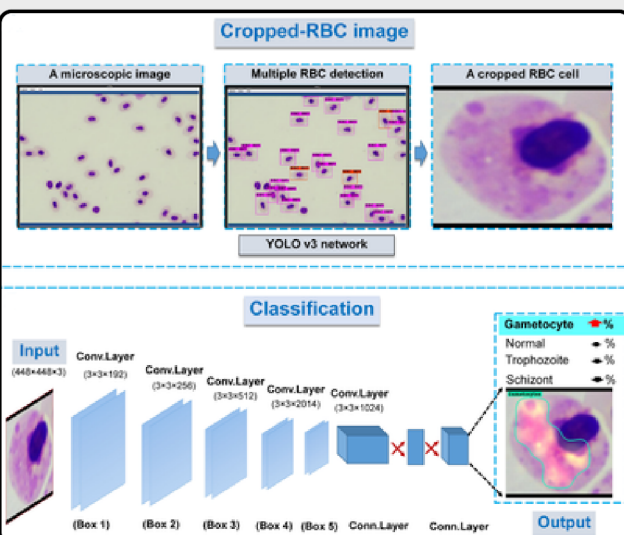 Cropped-RBC image
A microscopic image
Multiple RBC detection
A cropped RBC cell
YOLO v3 network
Classification
Input
(448×448×3)
Conv.Layer
(3×3×192)
Conv.Layer
(3×3×256)
Conv.Layer
(3×3×512)
Conv.Layer
(3×3×2014)
Conv.Layer
(3×3×1024)
(Box 1)
(Box 2)
(Box 3)
(Box 4)
(Box 5)
Conn.Layer
Conn.Layer
Gametocyte %
Normal %
Trophozoite %
Schizont %
Output